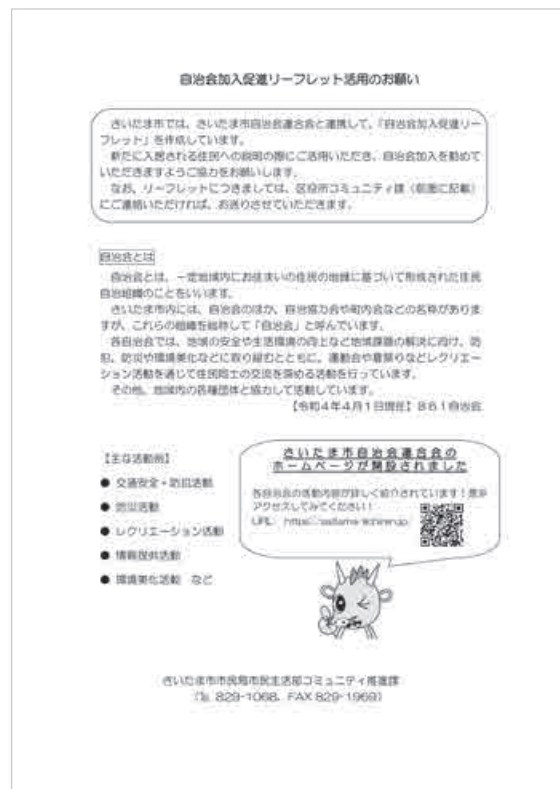 自治会加入促進リーフレット活用のお願い
さいたま市では、さいたま市自治会連合会と連携して、「自治会加入促進リー
フレット」を作成しています。
新たに入居される住民への説明の際にご活用いただき、自治会加入を勧めて
いただきますようご協力をお願いします。
なお、リーフレットにつきましては、区役所コミュニティ課（裏面に記載）
にご連絡いただければ、お送りさせていただきます。
自治会とは
自治会とは、一定地域内にお住まいの住民の地縁に基づいて形成された住民
自治組織のことをいいます。
さいたま市内には、自治会のほか、自治協力会や町内会などの名称がありま
すが、これらの組織を総称して「自治会」と呼んでいます。
各自治会では、地域の安全や生活環境の向上など地域課題の解決に向け、防
犯、防災や環境美化などに取り組むとともに、運動会や夏祭りなどレクリエー
ション活動を通じて住民同士の交流を深める活動を行っています。
その他、地域内の各種団体と協力して活動しています。
【令和4年4月1日現在】861自治会
【主な活動例】
● 交通安全・防犯活動
● 防災活動
● レクリエーション活動
● 情報提供活動
● 環境美化活動 など
さいたま市自治会連合会の
ホームページが開設されました
各自治会の活動内容が詳しく紹介されています！是非
アクセスしてみてください！
URL： https://saitama-jichiren.jp
さいたま市市民局市民生活部コミュニティ推進課
（℡ 829-1068、FAX 829-1969）